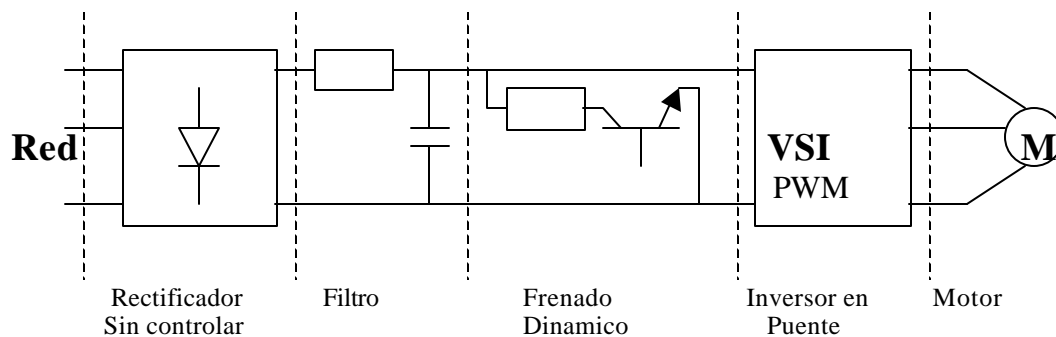 Red
VSI
PWM
M
Rectificador
Sin controlar
Filtro
Frenado
Dinamico
Inversor en
Puente
Motor